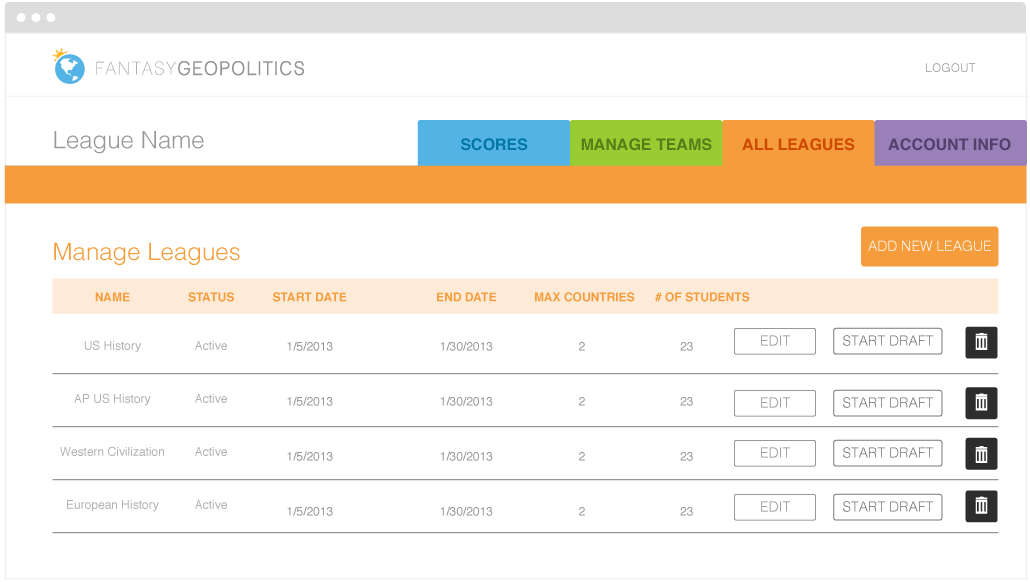 FANTASYGEOPOLITICS
LOGOUT
League Name
SCORES MANAGE TEAMS ALL LEAGUES ACCOUNT INFO
Manage Leagues
ADD NEW LEAGUE
NAME STATUS START DATE END DATE MAX COUNTRIES # OF STUDENTS
US History Active 1/5/2013 1/30/2013 2 23 EDIT START DRAFT
AP US History Active 1/5/2013 1/30/2013 2 23 EDIT START DRAFT
Western Civilization Active 1/5/2013 1/30/2013 2 23 EDIT START DRAFT
European History Active 1/5/2013 1/30/2013 2 23 EDIT START DRAFT